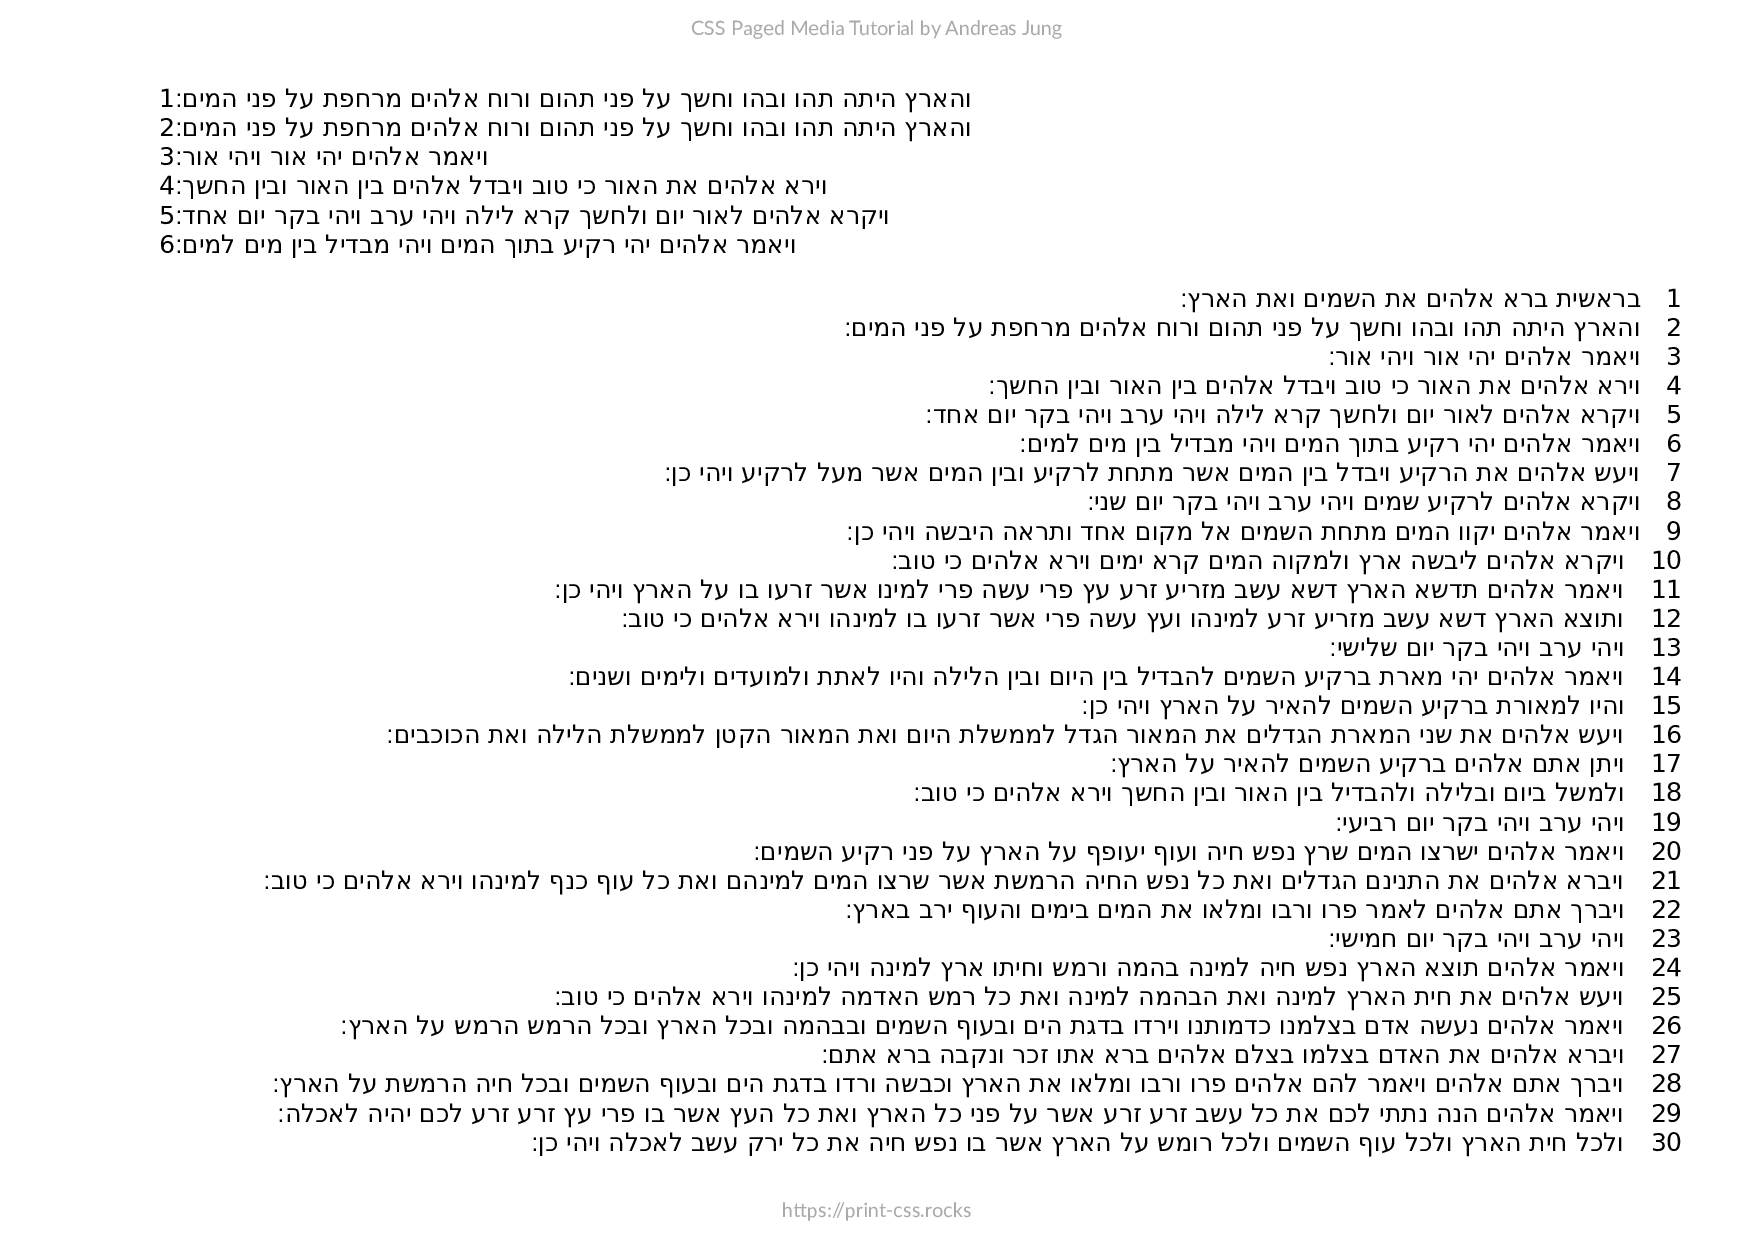 CSS Paged Media Tutorial by Andreas Jung
1:והארץ היתה תהו ובהו וחשך על פני תהום ורוח אלהים מרחפת על פני המים
2:והארץ היתה תהו ובהו וחשך על פני תהום ורוח אלהים מרחפת על פני המים
3:ויאמר אלהים יהי אור ויהי אור
4:וירא אלהים את האור כי טוב ויבדל אלהים בין האור ובין החשך
5:ויקרא אלהים לאור יום ולחשך קרא לילה ויהי ערב ויהי בקר יום אחד
6:ויאמר אלהים יהי רקיע בתוך המים ויהי מבדיל בין מים למים
1 בראשית ברא אלהים את השמים ואת הארץ:
2 והארץ היתה תהו ובהו וחשך על פני תהום ורוח אלהים מרחפת על פני המים:
3 ויאמר אלהים יהי אור ויהי אור:
4 וירא אלהים את האור כי טוב ויבדל אלהים בין האור ובין החשך:
5 ויקרא אלהים לאור יום ולחשך קרא לילה ויהי ערב ויהי בקר יום אחד:
6 ויאמר אלהים יהי רקיע בתוך המים ויהי מבדיל בין מים למים:
7 ויעש אלהים את הרקיע ויבדל בין המים אשר מתחת לרקיע ובין המים אשר מעל לרקיע ויהי כן:
8 ויקרא אלהים לרקיע שמים ויהי ערב ויהי בקר יום שני:
9 ויאמר אלהים יקוו המים מתחת השמים אל מקום אחד ותראה היבשה ויהי כן:
10 ויקרא אלהים ליבשה ארץ ולמקוה המים קרא ימים וירא אלהים כי טוב:
11 ויאמר אלהים תדשא הארץ דשא עשב מזריע זרע עץ פרי עשה פרי למינו אשר זרעו בו על הארץ ויהי כן:
12 ותוצא הארץ דשא עשב מזריע זרע למינהו ועץ עשה פרי אשר זרעו בו למינהו וירא אלהים כי טוב:
13 ויהי ערב ויהי בקר יום שלישי:
14 ויאמר אלהים יהי מארת ברקיע השמים להבדיל בין היום ובין הלילה והיו לאתת ולמועדים ולימים ושנים:
15 והיו למאורת ברקיע השמים להאיר על הארץ ויהי כן:
16 ויעש אלהים את שני המארת הגדלים את המאור הגדל לממשלת היום ואת המאור הקטן לממשלת הלילה ואת הכוכבים:
17 ויתן אתם אלהים ברקיע השמים להאיר על הארץ:
18 ולמשל ביום ובלילה ולהבדיל בין האור ובין החשך וירא אלהים כי טוב:
19 ויהי ערב ויהי בקר יום רביעי:
20 ויאמר אלהים ישרצו המים שרץ נפש חיה ועוף יעופף על הארץ על פני רקיע השמים:
21 ויברא אלהים את התנינם הגדלים ואת כל נפש החיה הרמשת אשר שרצו המים למינהם ואת כל עוף כנף למינהו וירא אלהים כי טוב:
22 ויברך אתם אלהים לאמר פרו ורבו ומלאו את המים בימים והעוף ירב בארץ:
23 ויהי ערב ויהי בקר יום חמישי:
24 ויאמר אלהים תוצא הארץ נפש חיה למינה בהמה ורמש וחיתו ארץ למינה ויהי כן:
25 ויעש אלהים את חית הארץ למינה ואת הבהמה למינה ואת כל רמש האדמה למינהו וירא אלהים כי טוב:
26 ויאמר אלהים נעשה אדם בצלמנו כדמותנו וירדו בדגת הים ובעוף השמים ובבהמה ובכל הארץ ובכל הרמש הרמש על הארץ:
27 ויברא אלהים את האדם בצלמו בצלם אלהים ברא אתו זכר ונקבה ברא אתם:
28 ויברך אתם אלהים ויאמר להם אלהים פרו ורבו ומלאו את הארץ וכבשה ורדו בדגת הים ובעוף השמים ובכל חיה הרמשת על הארץ:
29 ויאמר אלהים הנה נתתי לכם את כל עשב זרע זרע אשר על פני כל הארץ ואת כל העץ אשר בו פרי עץ זרע זרע לכם יהיה לאכלה:
30 ולכל חית הארץ ולכל עוף השמים ולכל רומש על הארץ אשר בו נפש חיה את כל ירק עשב לאכלה ויהי כן:
https://print-css.rocks